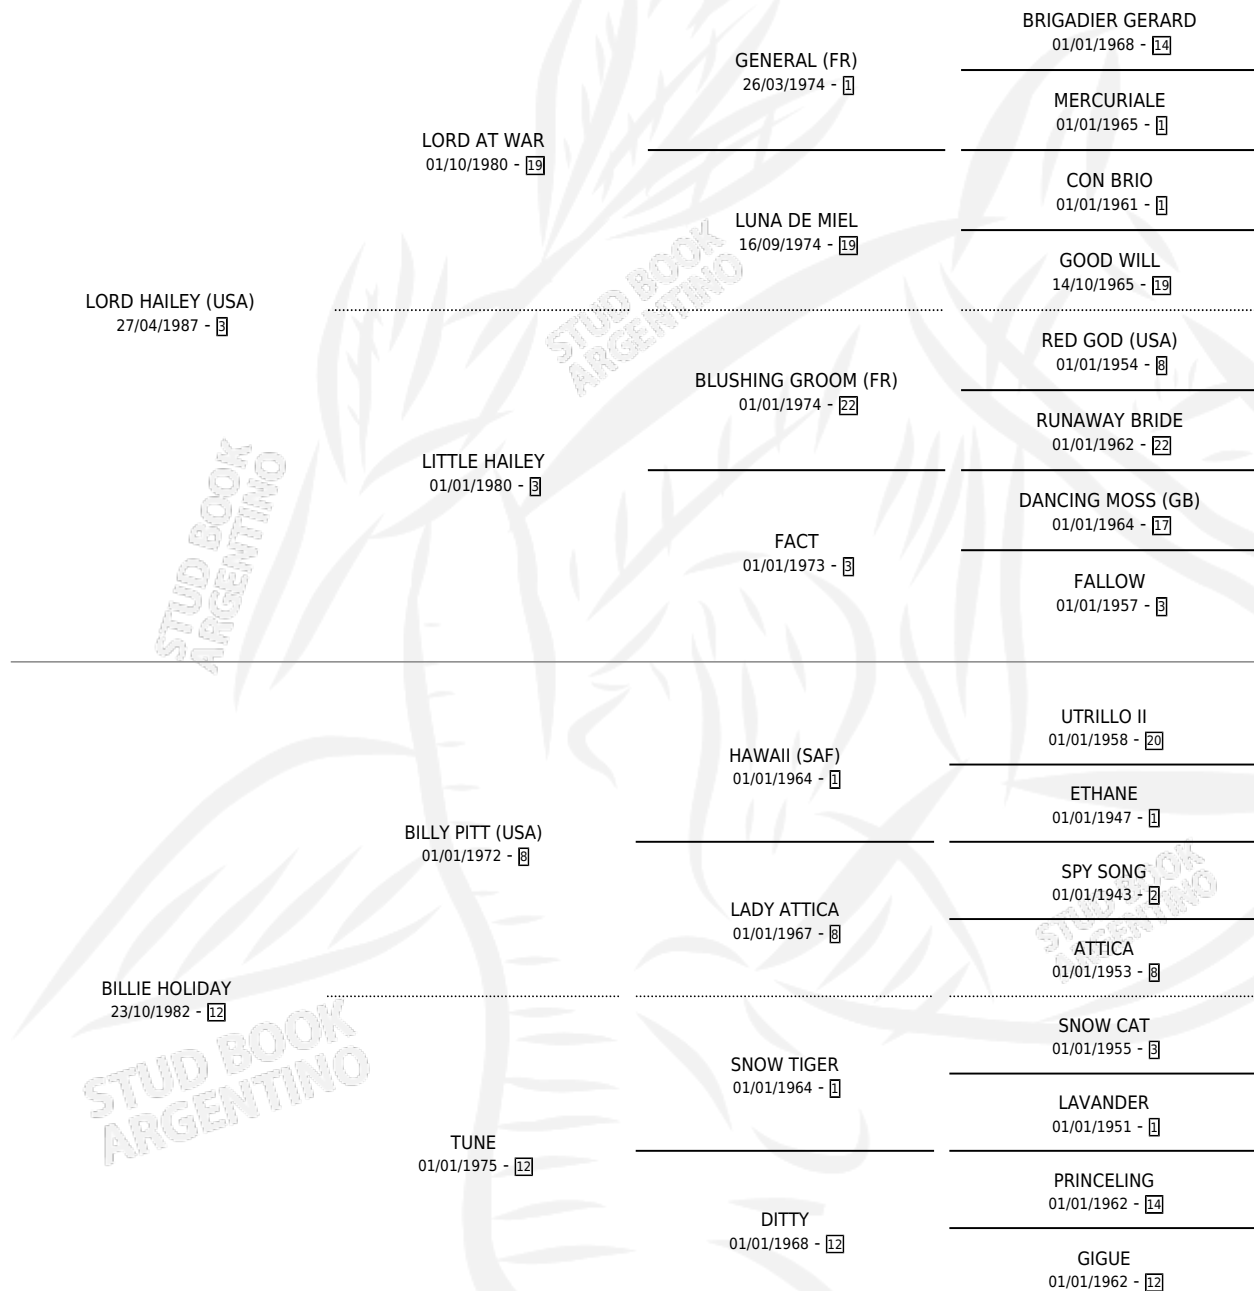 BRIGADIER GERARD
01/01/1968 - 14
GENERAL (FR)
26/03/1974 - 1
MERCURIALE
01/01/1965 - 1
LORD AT WAR
01/10/1980 - 19
CON BRIO
01/01/1961 - 1
LUNA DE MIEL
16/09/1974 - 19
GOOD WILL
14/10/1965 - 19
LORD HAILEY (USA)
27/04/1987 - 3
RED GOD (USA)
01/01/1954 - 8
BLUSHING GROOM (FR)
01/01/1974 - 22
RUNAWAY BRIDE
01/01/1962 - 22
LITTLE HAILEY
01/01/1980 - 3
DANCING MOSS (GB)
01/01/1964 - 17
FACT
01/01/1973 - 3
FALLOW
01/01/1957 - 3
UTRILLO II
01/01/1958 - 20
HAWAII (SAF)
01/01/1964 - 1
ETHANE
01/01/1947 - 1
BILLY PITT (USA)
01/01/1972 - 8
SPY SONG
01/01/1943 - 2
LADY ATTICA
01/01/1967 - 8
ATTICA
01/01/1953 - 8
BILLIE HOLIDAY
23/10/1982 - 12
SNOW CAT
01/01/1955 - 3
SNOW TIGER
01/01/1964 - 1
LAVANDER
01/01/1951 - 1
TUNE
01/01/1975 - 12
PRINCELING
01/01/1962 - 14
DITTY
01/01/1968 - 12
GIGUE
01/01/1962 - 12
STUD BOOK
ARGENTINO
STUD BOOK
ARGENTINO
STUD BOOK
ARGENTINO
STUD BOOK
ARGENTINO